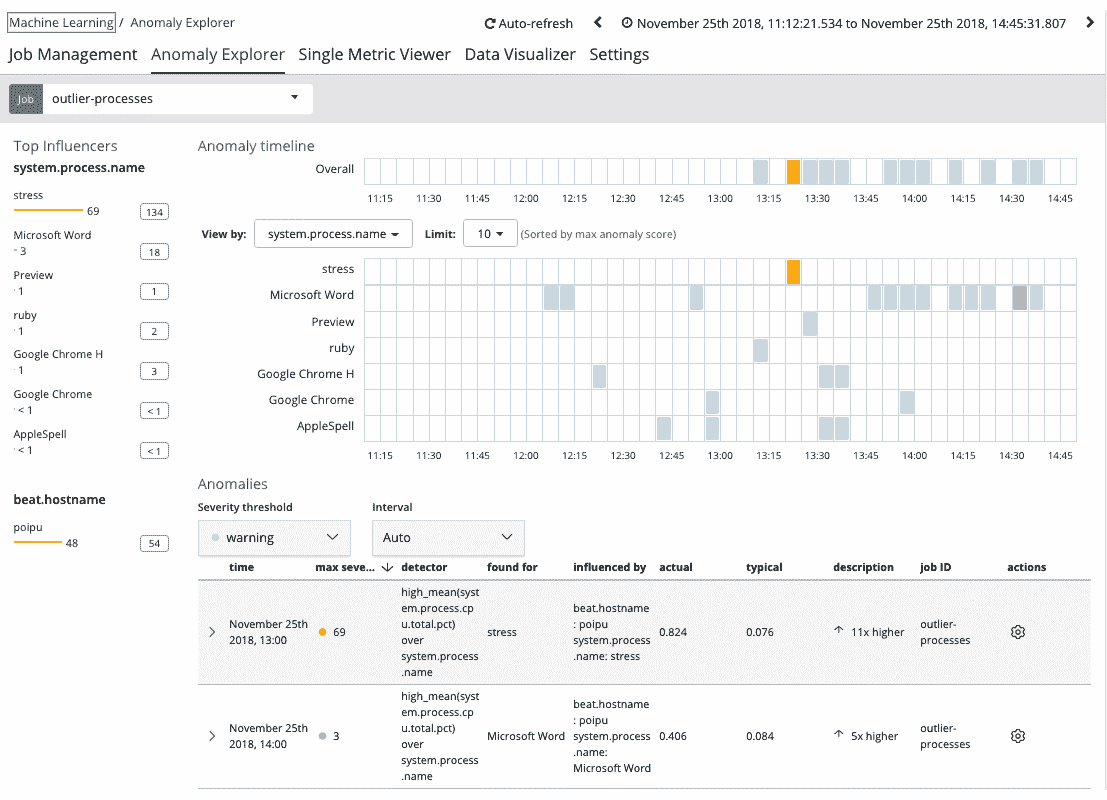 Machine Learning / Anomaly Explorer
Auto-refresh
November 25th 2018, 11:12:21.534 to November 25th 2018, 14:45:31.807
Job Management Anomaly Explorer Single Metric Viewer Data Visualizer Settings
Job outlier-processes
Top Influencers
system.process.name
stress
69 134
Microsoft Word
3 18
Preview
1 1
ruby
1 2
Google Chrome H
1 3
Google Chrome
< 1 < 1
AppleSpell
< 1 < 1
beat.hostname
poipu
48 54
Anomaly timeline
Overall
11:15 11:30 11:45 12:00 12:15 12:30 12:45 13:00 13:15 13:30 13:45 14:00 14:15 14:30 14:45
View by: system.process.name Limit: 10 (Sorted by max anomaly score)
stress
Microsoft Word
Preview
ruby
Google Chrome H
Google Chrome
AppleSpell
11:15 11:30 11:45 12:00 12:15 12:30 12:45 13:00 13:15 13:30 13:45 14:00 14:15 14:30 14:45
Anomalies
Severity threshold Interval
warning Auto
time max seve... detector found for influenced by actual typical description job ID actions
November 25th
2018, 13:00
69
high_mean(syst
em.process.cp
u.total.pct)
over
system.process
.name
stress
beat.hostname
: poipu
system.process
.name: stress
0.824
0.076
11x higher
outlier-
processes
November 25th
2018, 14:00
3
high_mean(syst
em.process.cp
u.total.pct)
over
system.process
.name
Microsoft Word
beat.hostname
: poipu
system.process
.name:
Microsoft Word
0.406
0.084
5x higher
outlier-
processes